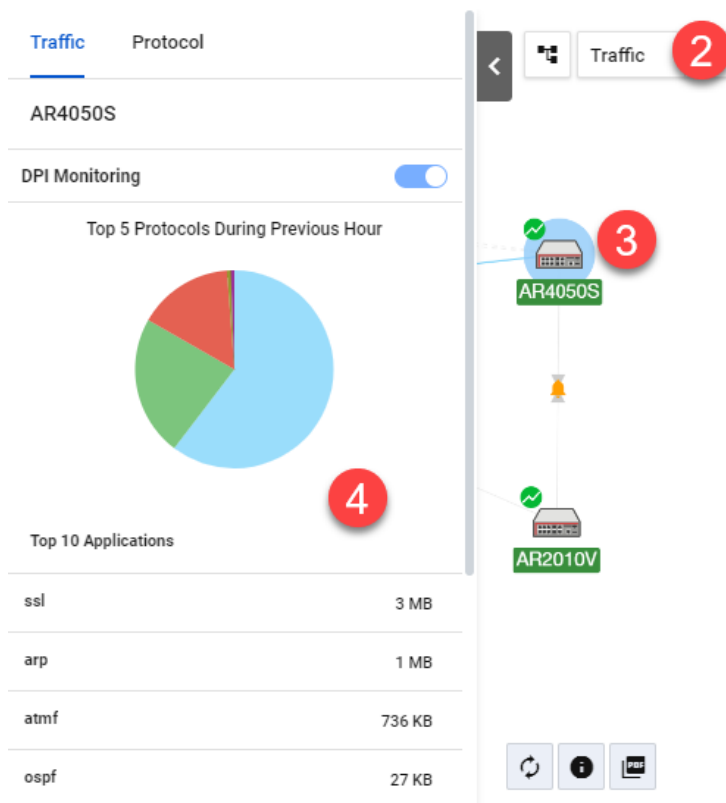 Traffic Protocol
Traffic 2
AR4050S
DPI Monitoring
Top 5 Protocols During Previous Hour
3
AR4050S
4
Top 10 Applications
AR2010V
ssl 3 MB
arp 1 MB
atmf 736 KB
ospf 27 KB
PDF